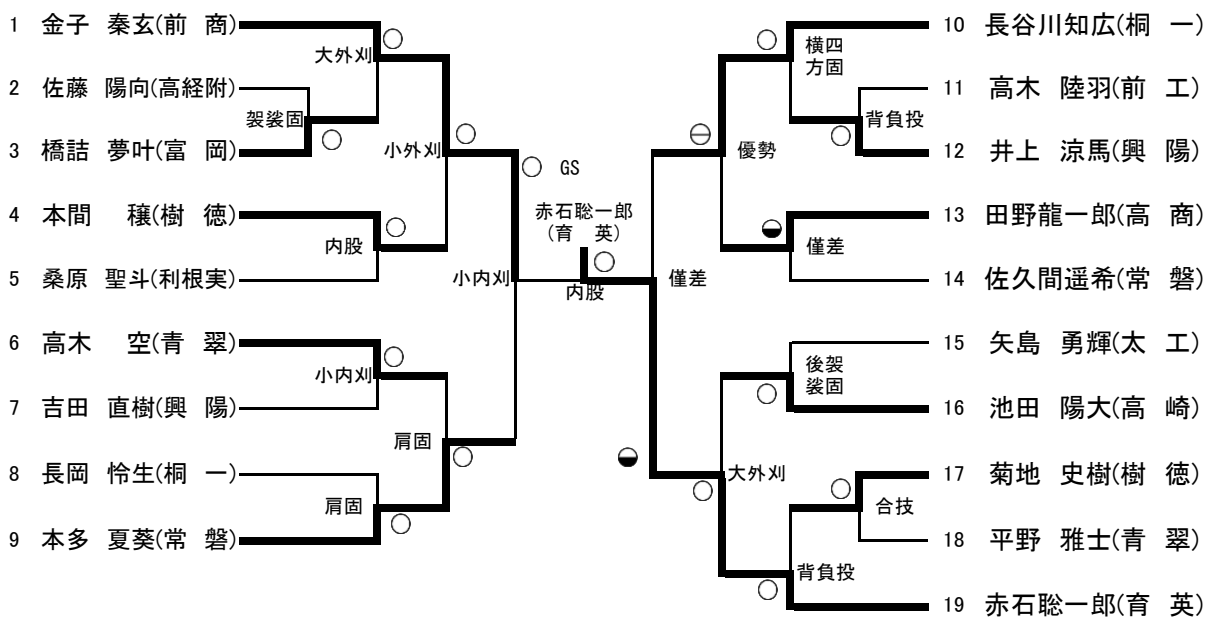 1 金子 秦玄(前 商)
2 佐藤 陽向(高経附)
3 橋詰 夢叶(富 岡)
4 本間 穣(樹 徳)
5 桑原 聖斗(利根実)
6 高木 空(青 翠)
7 吉田 直樹(興 陽)
8 長岡 怜生(桐 一)
9 本多 夏葵(常 磐)
大外刈
袈裟固
小外刈
内股
小内刈
小内刈
肩固
肩固
GS
赤石聡一郎
(育 英)
内股
横四
方固
背負投
優勢
僅差
僅差
後袈
裟固
大外刈
合技
背負投
10 長谷川知広(桐 一)
11 高木 陸羽(前 工)
12 井上 涼馬(興 陽)
13 田野龍一郎(高 商)
14 佐久間遥希(常 磐)
15 矢島 勇輝(太 工)
16 池田 陽大(高 崎)
17 菊地 史樹(樹 徳)
18 平野 雅士(青 翠)
19 赤石聡一郎(育 英)